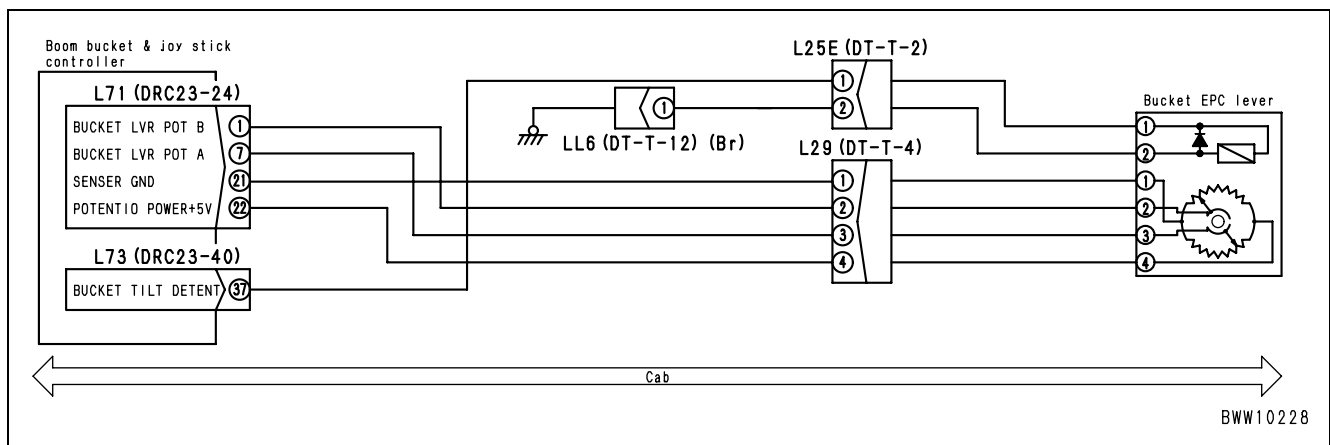 Boom bucket & joy stick
controller
L71 (DRC23-24)
BUCKET LVR POT B 1
BUCKET LVR POT A 7
SENSER GND 21
POTENTIO POWER+5V 22
L73 (DRC23-40)
BUCKET TILT DETENT 37
LL6 (DT-T-12) (Br)
1
L25E (DT-T-2)
1
2
L29 (DT-T-4)
1
2
3
4
Bucket EPC lever
1
2
1
2
3
4
Cab
BWW10228